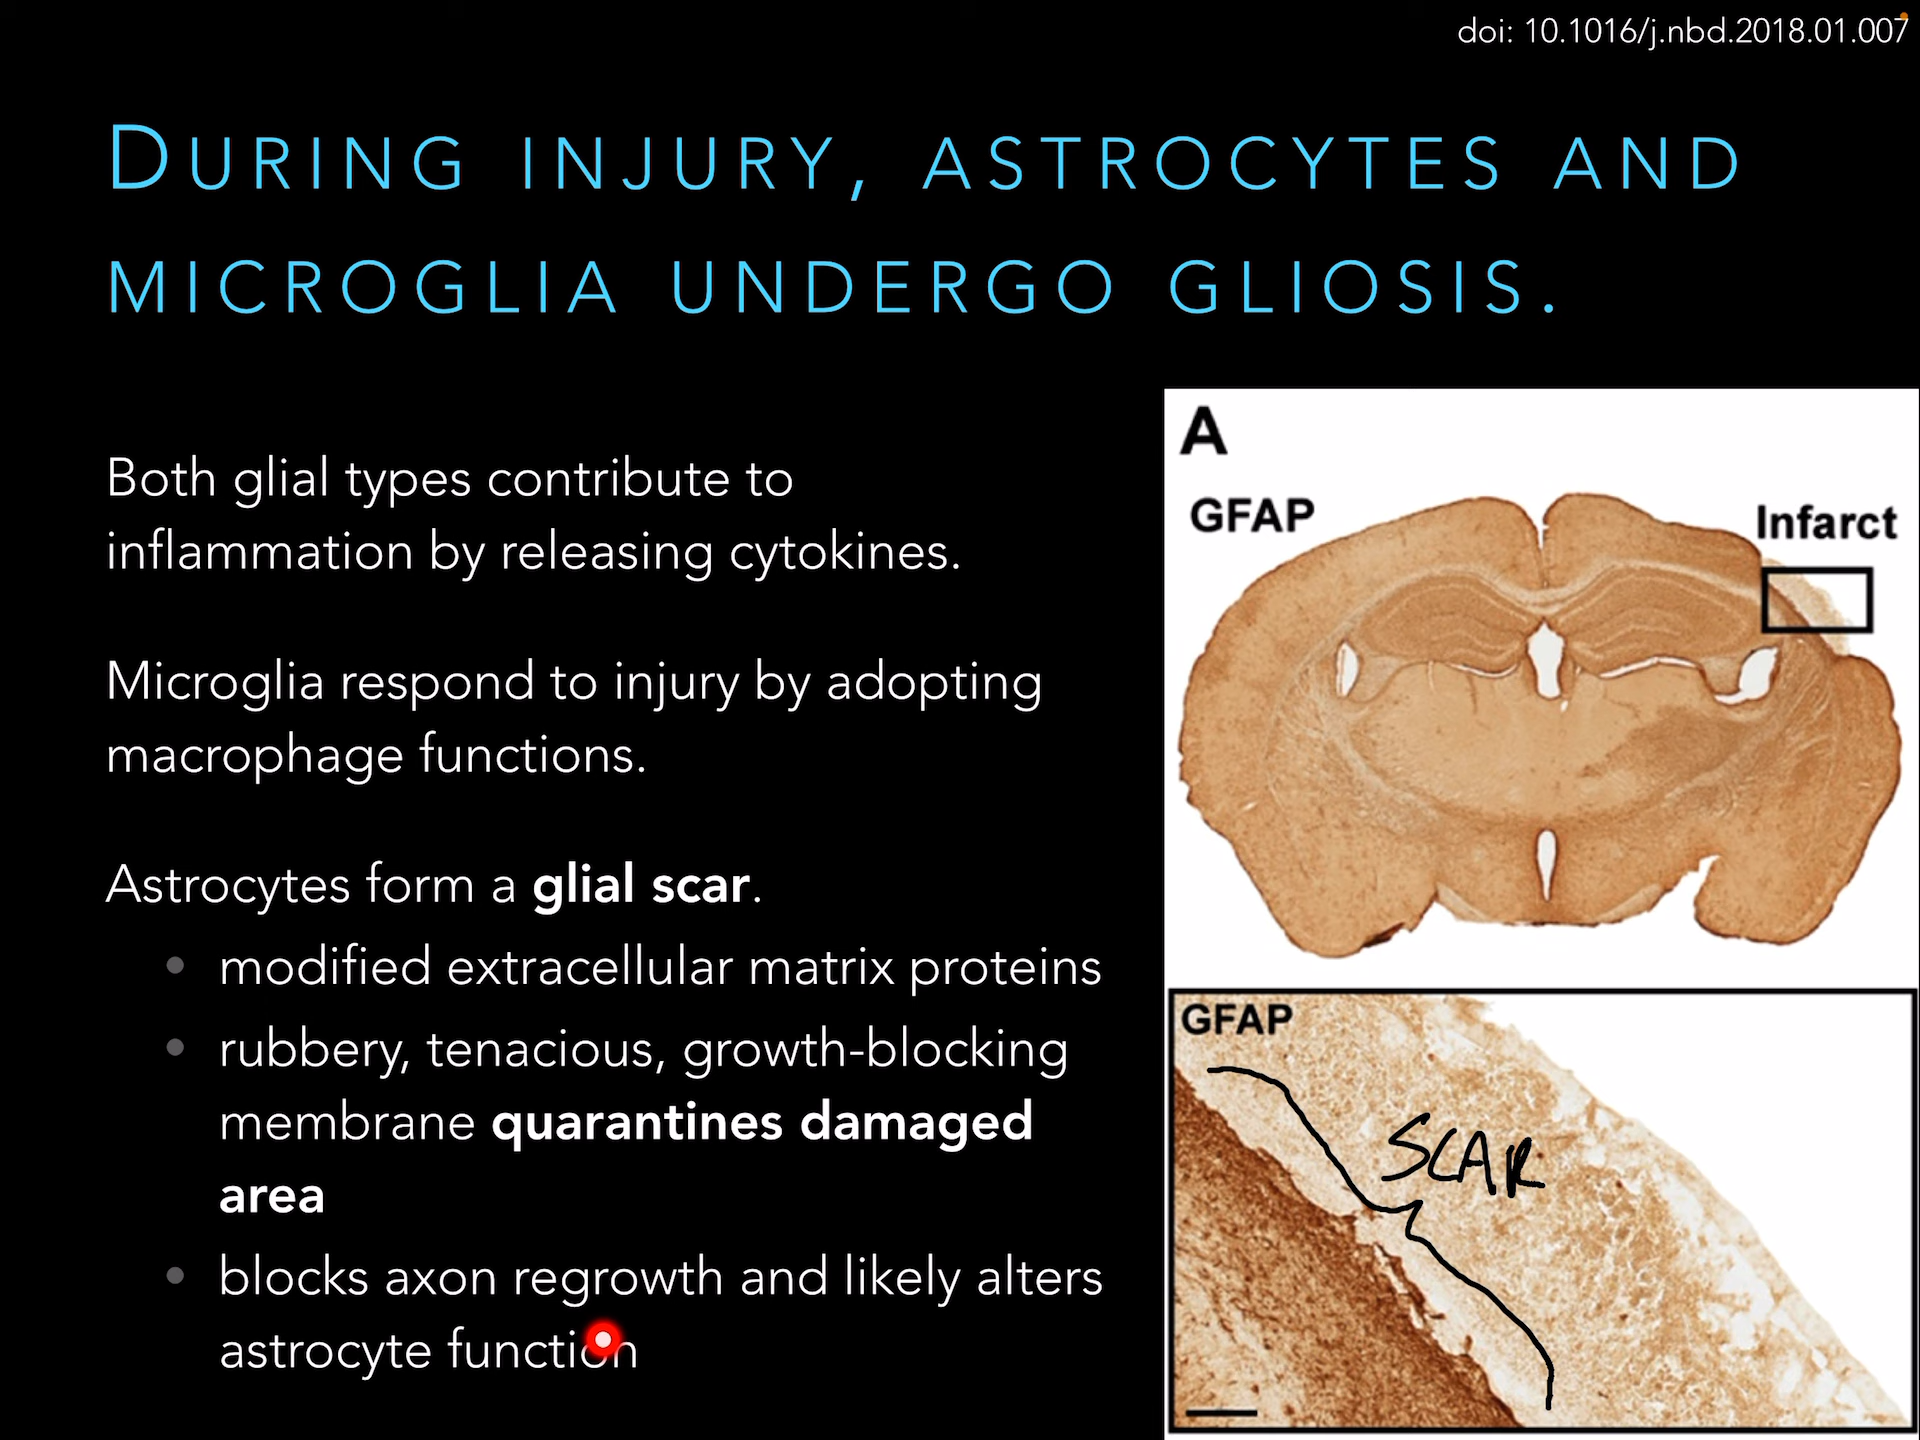 doi: 10.1016/j.nbd.2018.01.007
DURING INJURY, ASTROCYTES AND
MICROGLIA UNDERGO GLIOSIS.
Both glial types contribute to
inflammation by releasing cytokines.
Microglia respond to injury by adopting
macrophage functions.
Astrocytes form a glial scar.
• modified extracellular matrix proteins
• rubbery, tenacious, growth-blocking
membrane quarantines damaged
area
• blocks axon regrowth and likely alters
astrocyte function
A
GFAP
Infarct
GFAP
SCAR